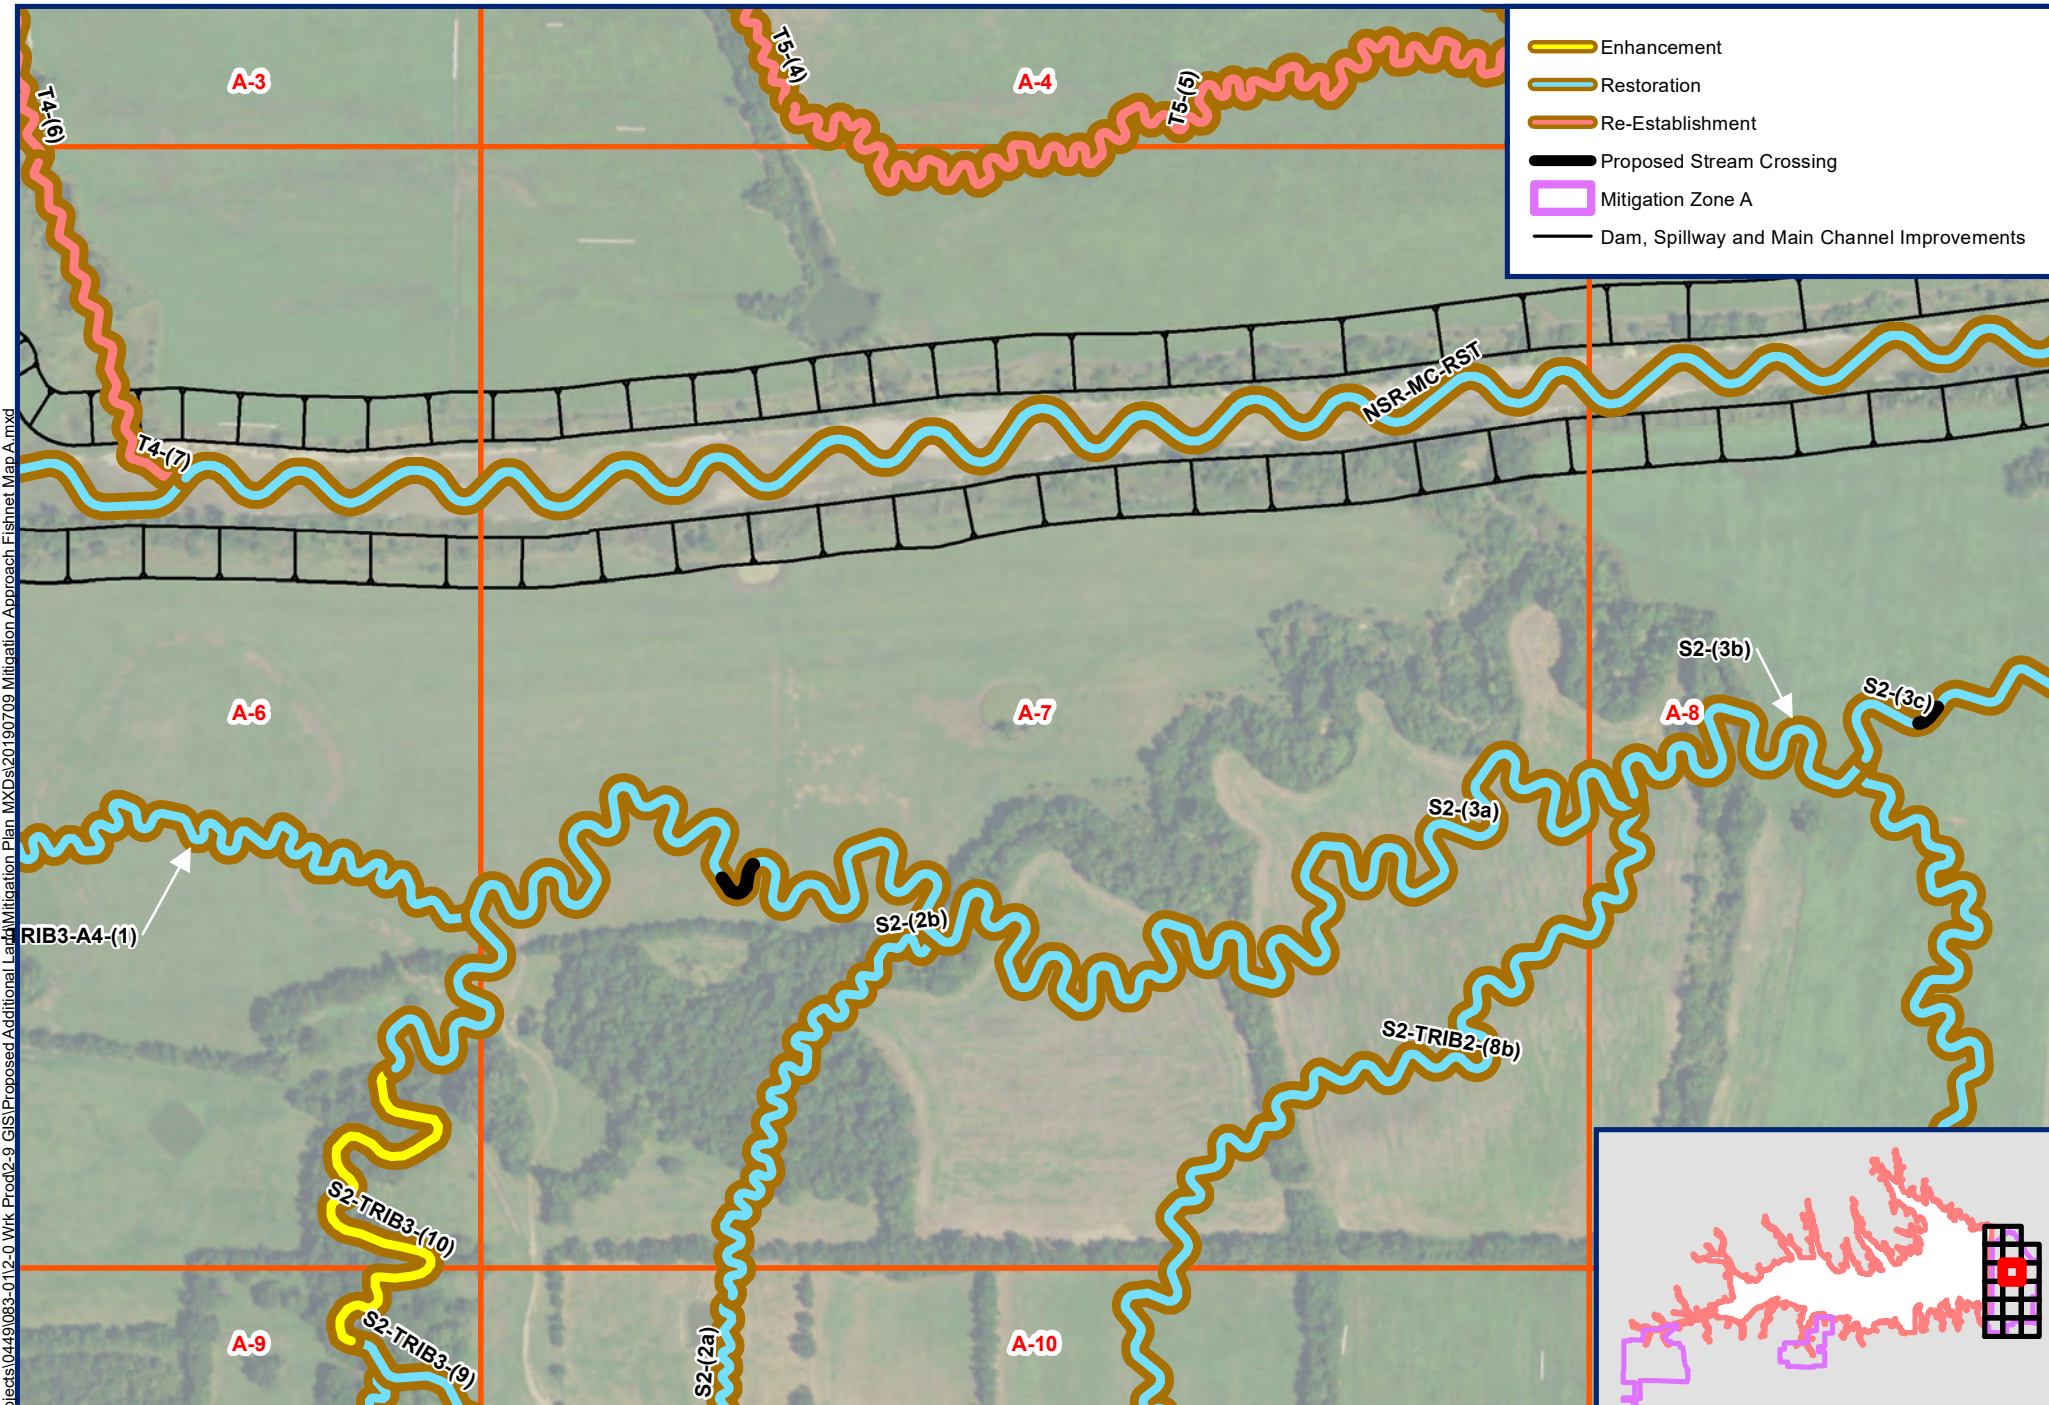 Enhancement
Restoration
Re-Establishment
Proposed Stream Crossing
Mitigation Zone A
Dam, Spillway and Main Channel Improvements
A-3
A-4
T5-(4)
T5-(5)
T4-(6)
NSR-MC-RST
T4-(7)
S2-(3b)
S2-(3c)
A-6
A-7
A-8
S2-(3a)
S2-(2b)
RIB3-A4-(1)
S2-TRIB2-(8b)
S2-TRIB3-(10)
S2-TRIB3-(9)
A-9
S2-(2a)
A-10
ojects\0449\083-01\2-0 Wrk Prod\2-9 GIS\Proposed Additional Land\Mitigation Plan MXDs\20190709 Mitigation Approach Fishnet Map A.mxd